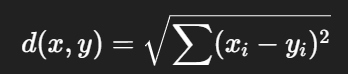 d(x, y) = √∑(xᵢ − yᵢ)²